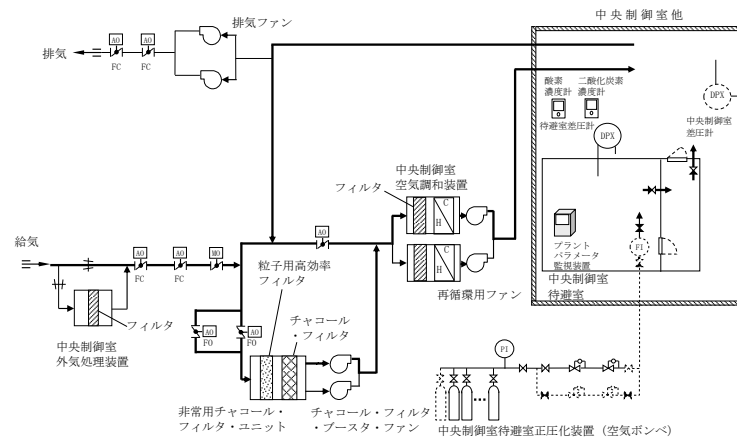 中央制御室他
排気ファン
排気
AO
AO
FC
FC
酸素
濃度計
二酸化炭素
濃度計
待避室差圧計
DPX
DPX
中央制御室
差圧計
中央制御室
空気調和装置
フィルタ
C
H
C
H
再循環用ファン
給気
AO
AO
MO
AO
FC
FC
フィルタ
中央制御室
外気処理装置
粒子用高効率
フィルタ
チャコール・
フィルタ
AO
FO
AO
FO
非常用チャコール・
フィルタ・ユニット
チャコール・フィルタ
・ブースタ・ファン
プラント
パラメータ
監視装置
FI
中央制御室
待避室
PI
中央制御室待避室正圧化装置（空気ボンベ）